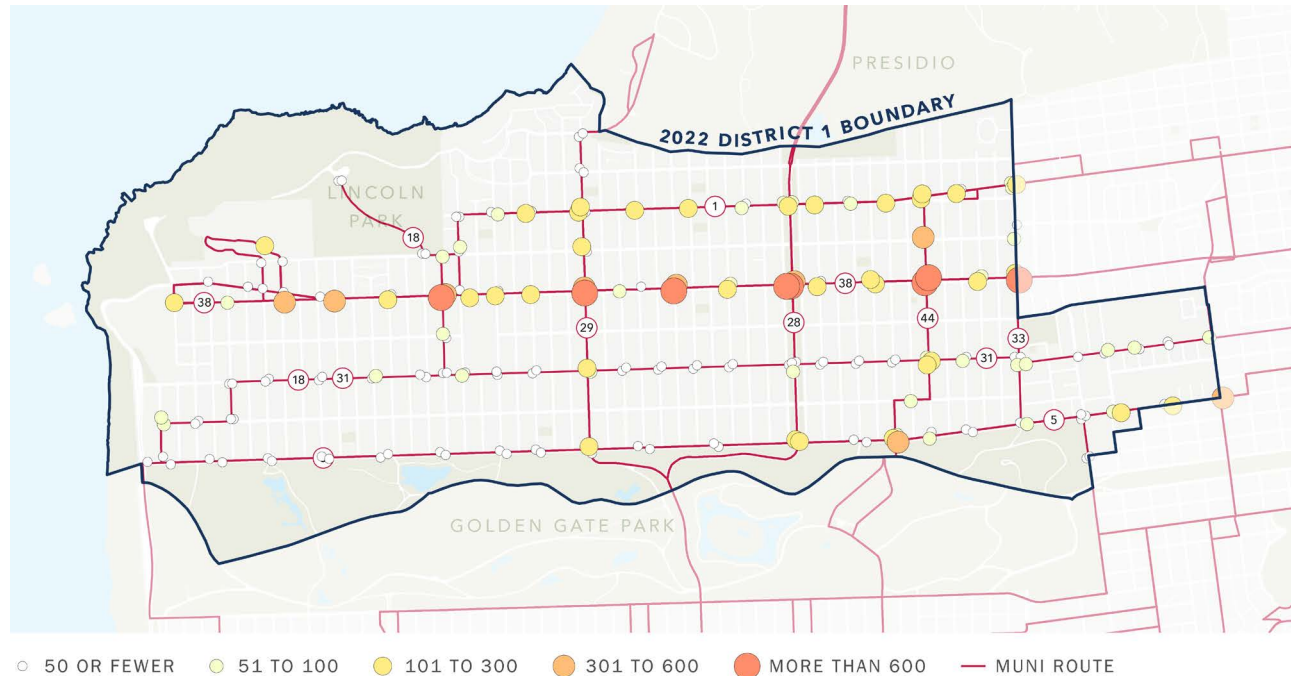 PRESIDIO
2022 DISTRICT 1 BOUNDARY
LINCOLN
PARK
1
18
38
38
29
28
44
33
31
18
31
5
GOLDEN GATE PARK
50 OR FEWER
51 TO 100
101 TO 300
301 TO 600
MORE THAN 600
MUNI ROUTE